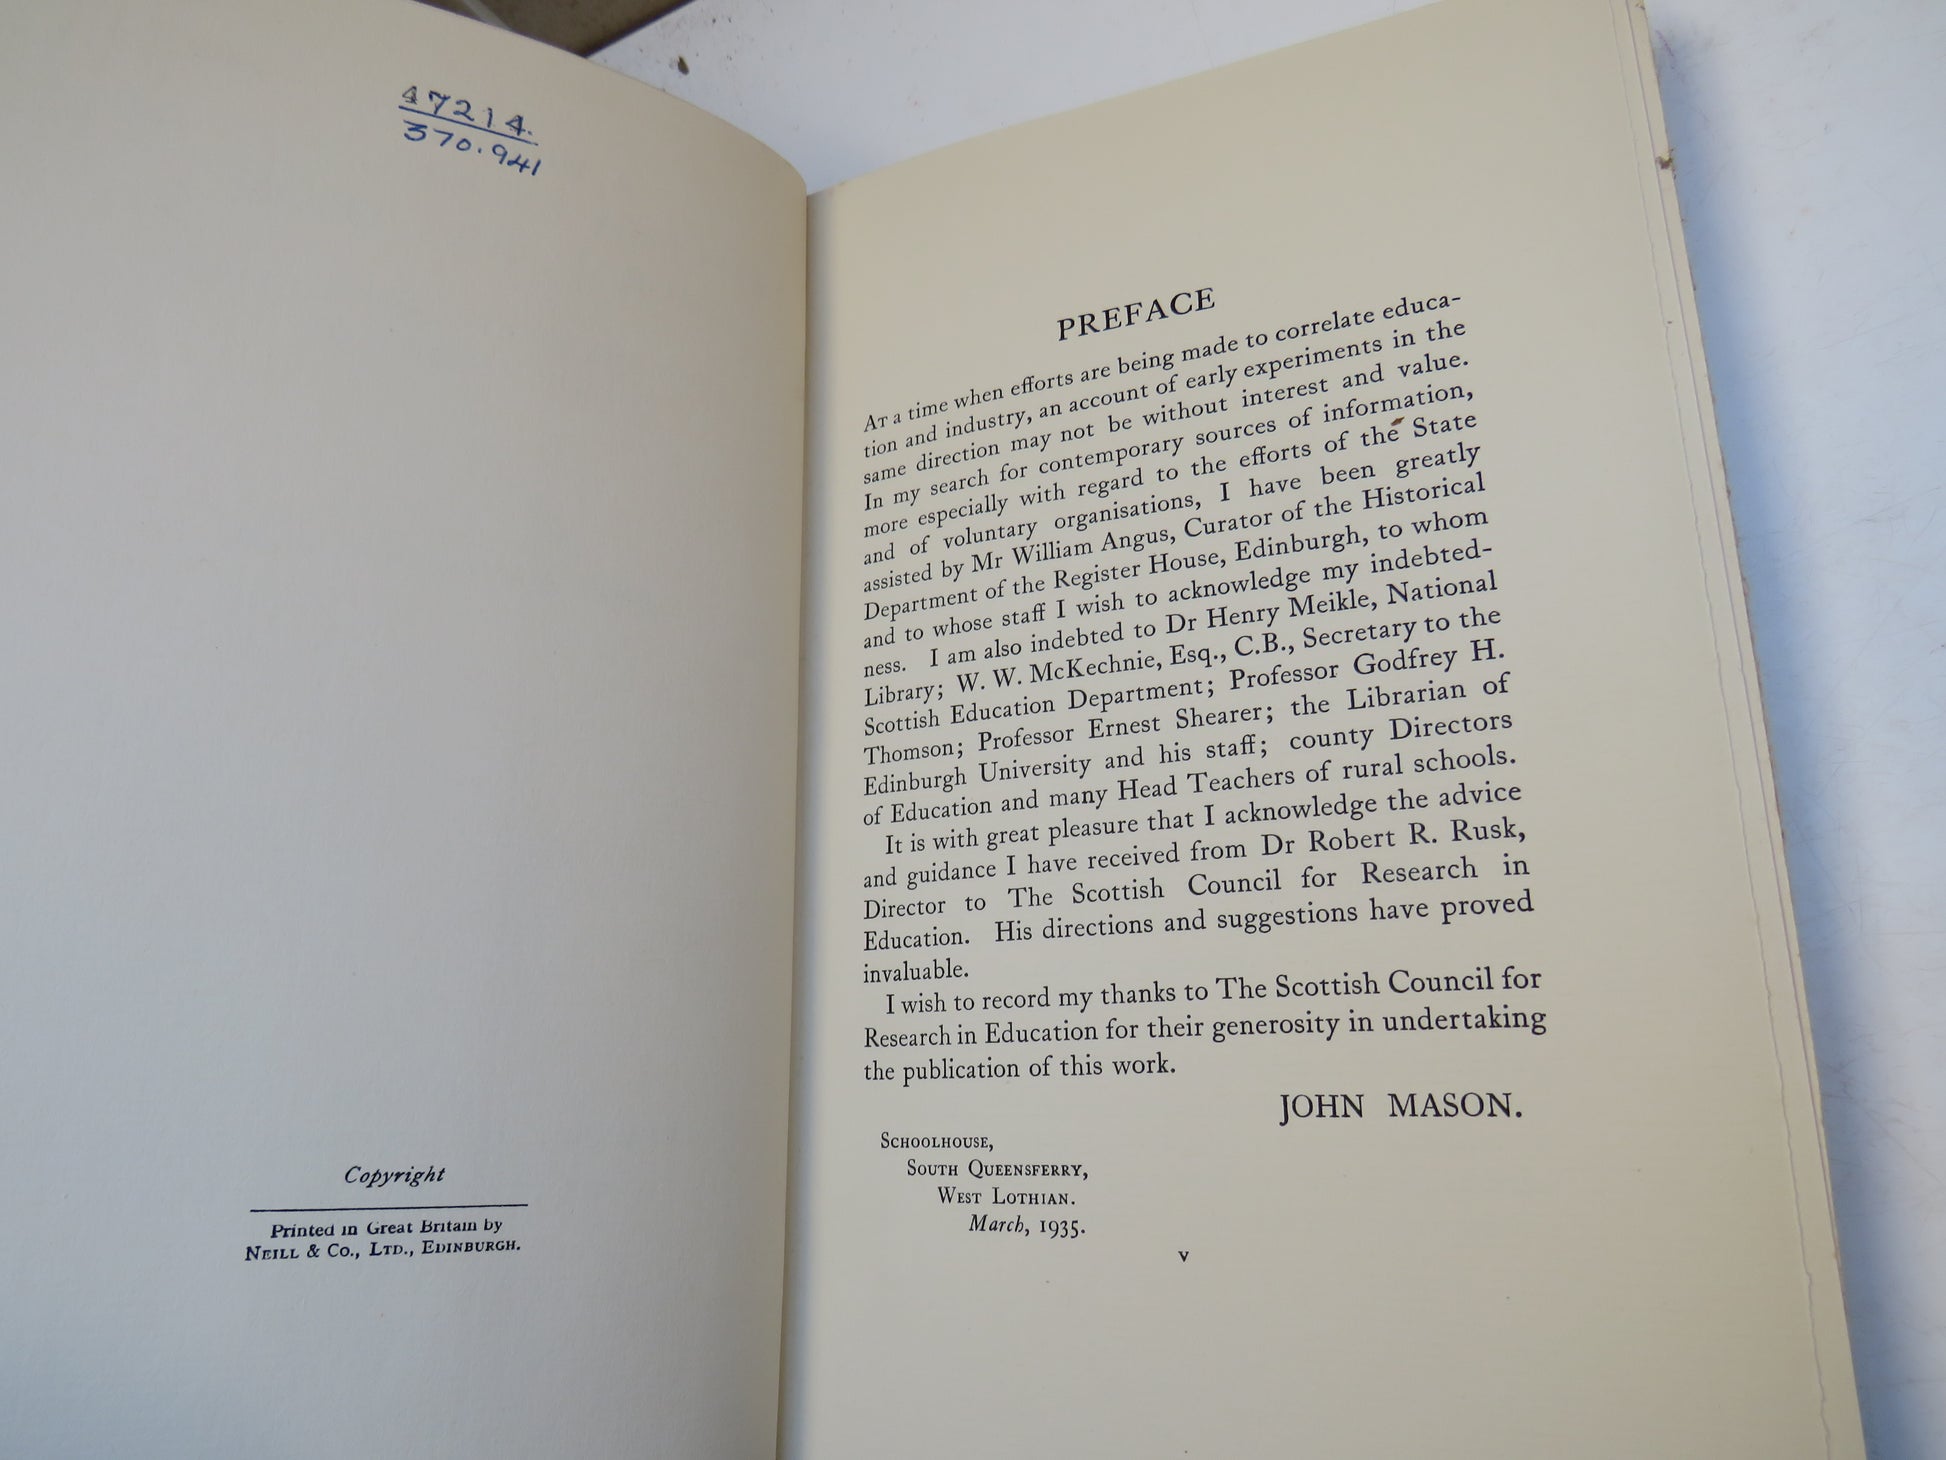 47214.
370.941
Copyright
Printed in Great Britain by
NEILL & CO., LTD., EDINBURGH.
PREFACE
AT a time when efforts are being made to correlate educa-
tion and industry, an account of early experiments in the
same direction may not be without interest and value.
In my search for contemporary sources of information,
more especially with regard to the efforts of the State
and of voluntary organisations, I have been greatly
assisted by Mr William Angus, Curator of the Historical
Department of the Register House, Edinburgh, to whom
and to whose staff I wish to acknowledge my indebted-
ness. I am also indebted to Dr Henry Meikle, National
Library; W. W. McKechnie, Esq., C.B., Secretary to the
Scottish Education Department; Professor Godfrey H.
Thomson; Professor Ernest Shearer; the Librarian of
Edinburgh University and his staff; county Directors
of Education and many Head Teachers of rural schools.
It is with great pleasure that I acknowledge the advice
and guidance I have received from Dr Robert R. Rusk,
Director to The Scottish Council for Research in
Education. His directions and suggestions have proved
invaluable.
I wish to record my thanks to The Scottish Council for
Research in Education for their generosity in undertaking
the publication of this work.
JOHN MASON.
SCHOOLHOUSE,
SOUTH QUEENSFERRY,
WEST LOTHIAN.
March, 1935.
v